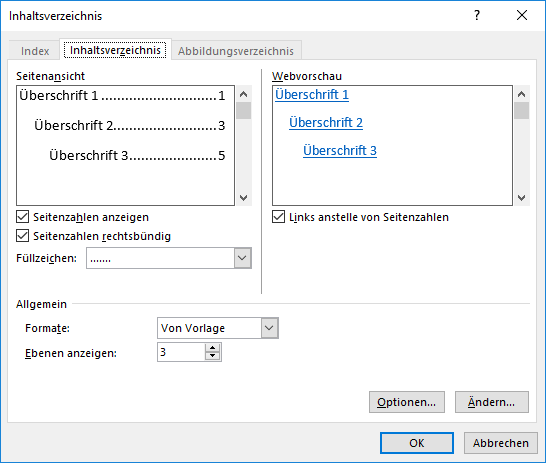 Inhaltsverzeichnis
Index Inhaltsverzeichnis Abbildungsverzeichnis
Seitenansicht
Überschrift 1 ............................. 1
Überschrift 2.......................... 3
Überschrift 3...................... 5
Seitenzahlen anzeigen
Seitenzahlen rechtsbündig
Füllzeichen: .......
Webvorschau
Überschrift 1
Überschrift 2
Überschrift 3
Links anstelle von Seitenzahlen
Allgemein
Formate: Von Vorlage
Ebenen anzeigen: 3
Optionen... Ändern...
OK Abbrechen